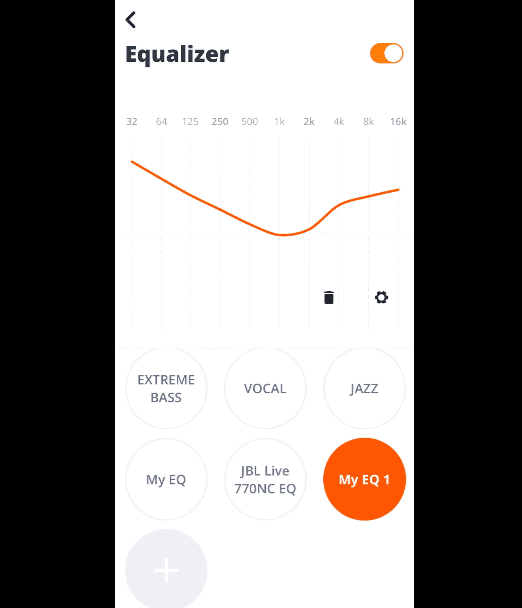 Equalizer
32 64 125 250 500 1k 2k 4k 8k 16k
EXTREME
BASS
VOCAL
JAZZ
My EQ
JBL Live
770NC EQ
My EQ 1